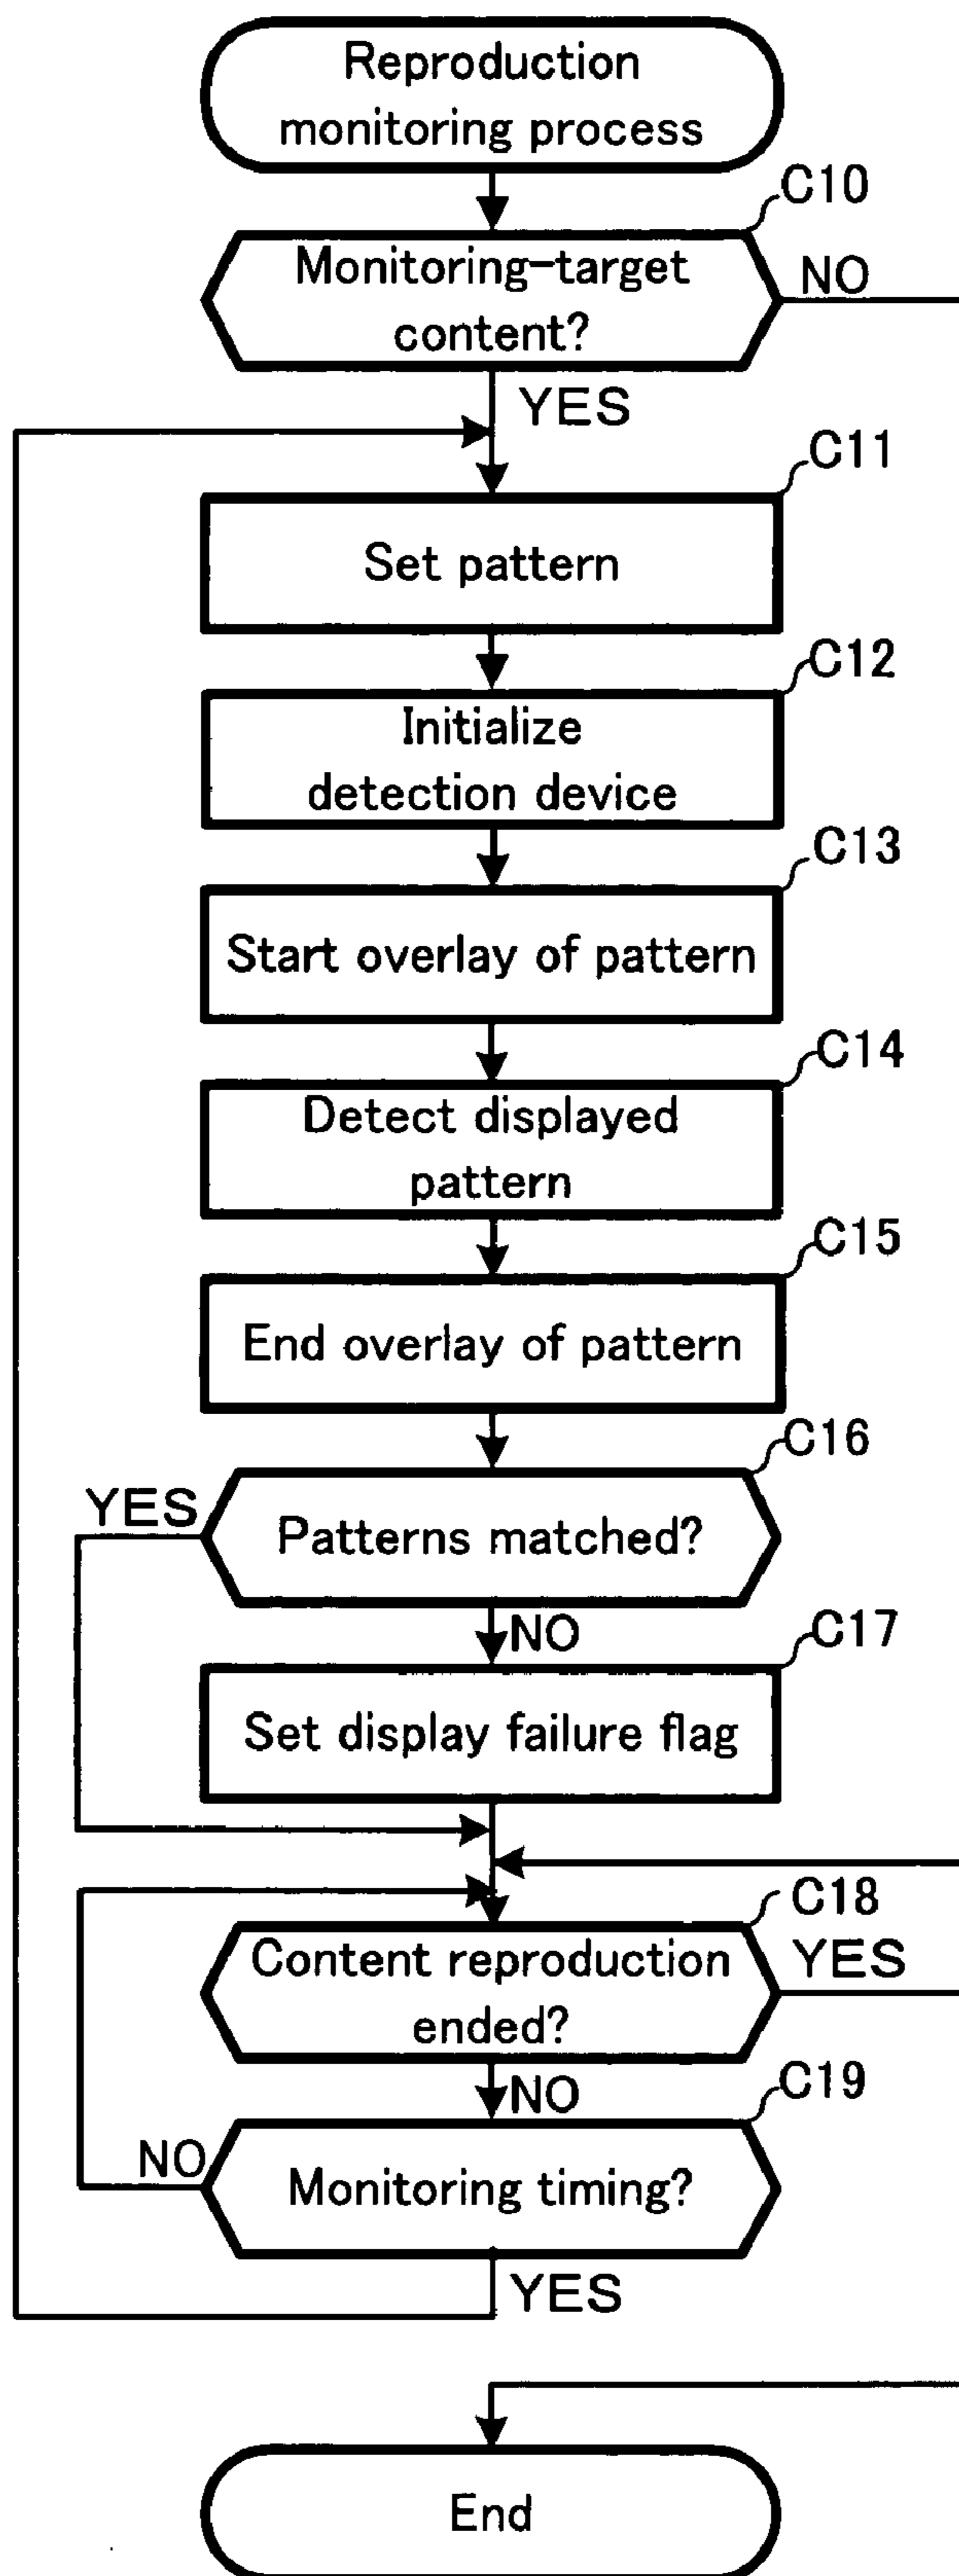 Reproduction
monitoring process
C10
Monitoring-target
content?
NO
YES
C11
Set pattern
C12
Initialize
detection device
C13
Start overlay of pattern
C14
Detect displayed
pattern
C15
End overlay of pattern
C16
YES
Patterns matched?
NO
C17
Set display failure flag
C18
Content reproduction
ended?
YES
NO
C19
NO
Monitoring timing?
YES
End